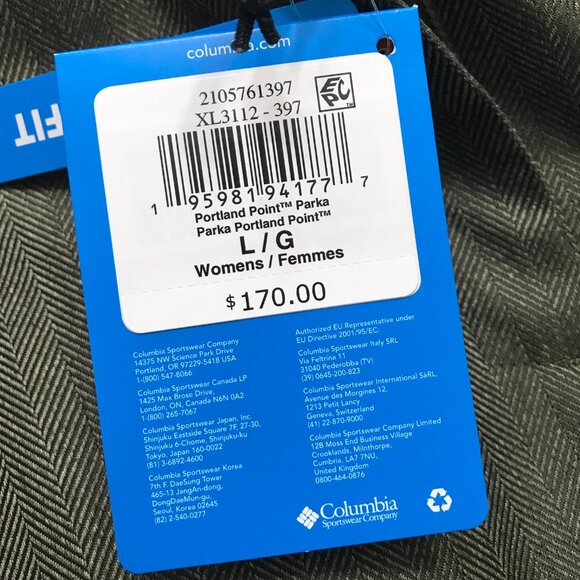 columbia.com
FIT
2105761397
XL3112 - 397
EPC™
1 95981 94177 7
Portland Point™ Parka
Parka Portland Point™
L / G
Womens / Femmes
$170.00
Columbia Sportswear Company
14375 NW Science Park Drive
Portland, OR 97229-5418 USA
1-(800) 547-8066
Columbia Sportswear Canada LP
1425 Max Brose Drive,
London, ON, Canada N6N 0A2
1-(800) 265-7067
Columbia Sportswear Japan, Inc.
Shinjuku Eastside Square 7F, 27-30,
Shinjuku 6-Chome, Shinjuku-ku
Tokyo, Japan 160-0022
(81) 3-6892-4600
Columbia Sportswear Korea
7th F. DaeSung Tower
465-13 JangAn-dong,
DongDaeMun-gu,
Seoul, Korea 02645
(82) 2-540-0277
Authorized EU Representative under
EU Directive 2001/95/EC:
Columbia Sportswear Italy SRL
Via Feltrina 11
31040 Pederobba (TV)
(39) 0645-200-823
Columbia Sportswear International SaRL,
Avenue des Morgines 12,
1213 Petit Lancy
Geneva, Switzerland
(41) 22-870-9000
Columbia Sportswear Company Limited
12B Moss End Business Village
Crooklands, Milnthorpe,
Cumbria, LA7 7NU,
United Kingdom
0800-464-0876
Columbia
Sportswear Company